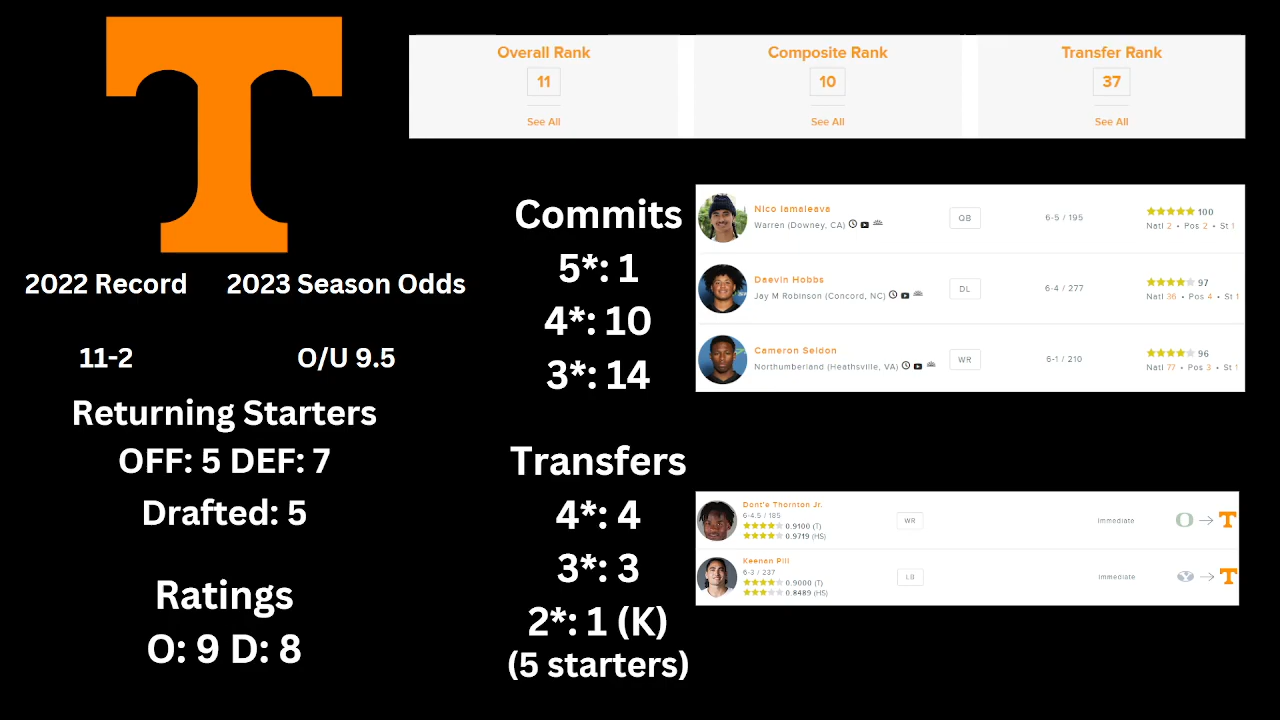 T
2022 Record
2023 Season Odds
11-2
O/U 9.5
Returning Starters
OFF: 5 DEF: 7
Drafted: 5
Ratings
O: 9 D: 8
Overall Rank
11
See All
Composite Rank
10
See All
Transfer Rank
37
See All
Commits
5*: 1
4*: 10
3*: 14
Nico Iamaleava
Warren (Downey, CA)
QB
6-5 / 195
100
Natl 2 • Pos 2 • St 1
Daevin Hobbs
Jay M Robinson (Concord, NC)
DL
6-4 / 277
97
Natl 36 • Pos 4 • St 1
Cameron Seldon
Northumberland (Heathsville, VA)
WR
6-1 / 210
96
Natl 77 • Pos 3 • St 1
Transfers
4*: 4
3*: 3
2*: 1 (K)
(5 starters)
Dont'e Thornton Jr.
6-4.5 / 185
0.9100 (T)
0.9719 (HS)
WR
Immediate
O
T
Keenan Pili
6-3 / 237
0.9000 (T)
0.8489 (HS)
LB
Immediate
Y
T